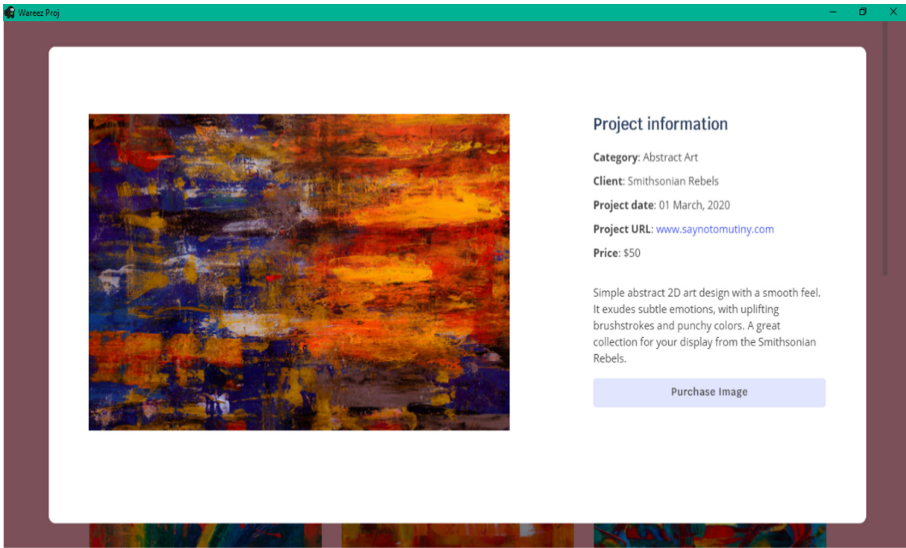 Wareez Proj
Project information
Category: Abstract Art
Client: Smithsonian Rebels
Project date: 01 March, 2020
Project URL: www.saynotomutiny.com
Price: $50
Simple abstract 2D art design with a smooth feel.
It exudes subtle emotions, with uplifting
brushstrokes and punchy colors. A great
collection for your display from the Smithsonian
Rebels.
Purchase Image